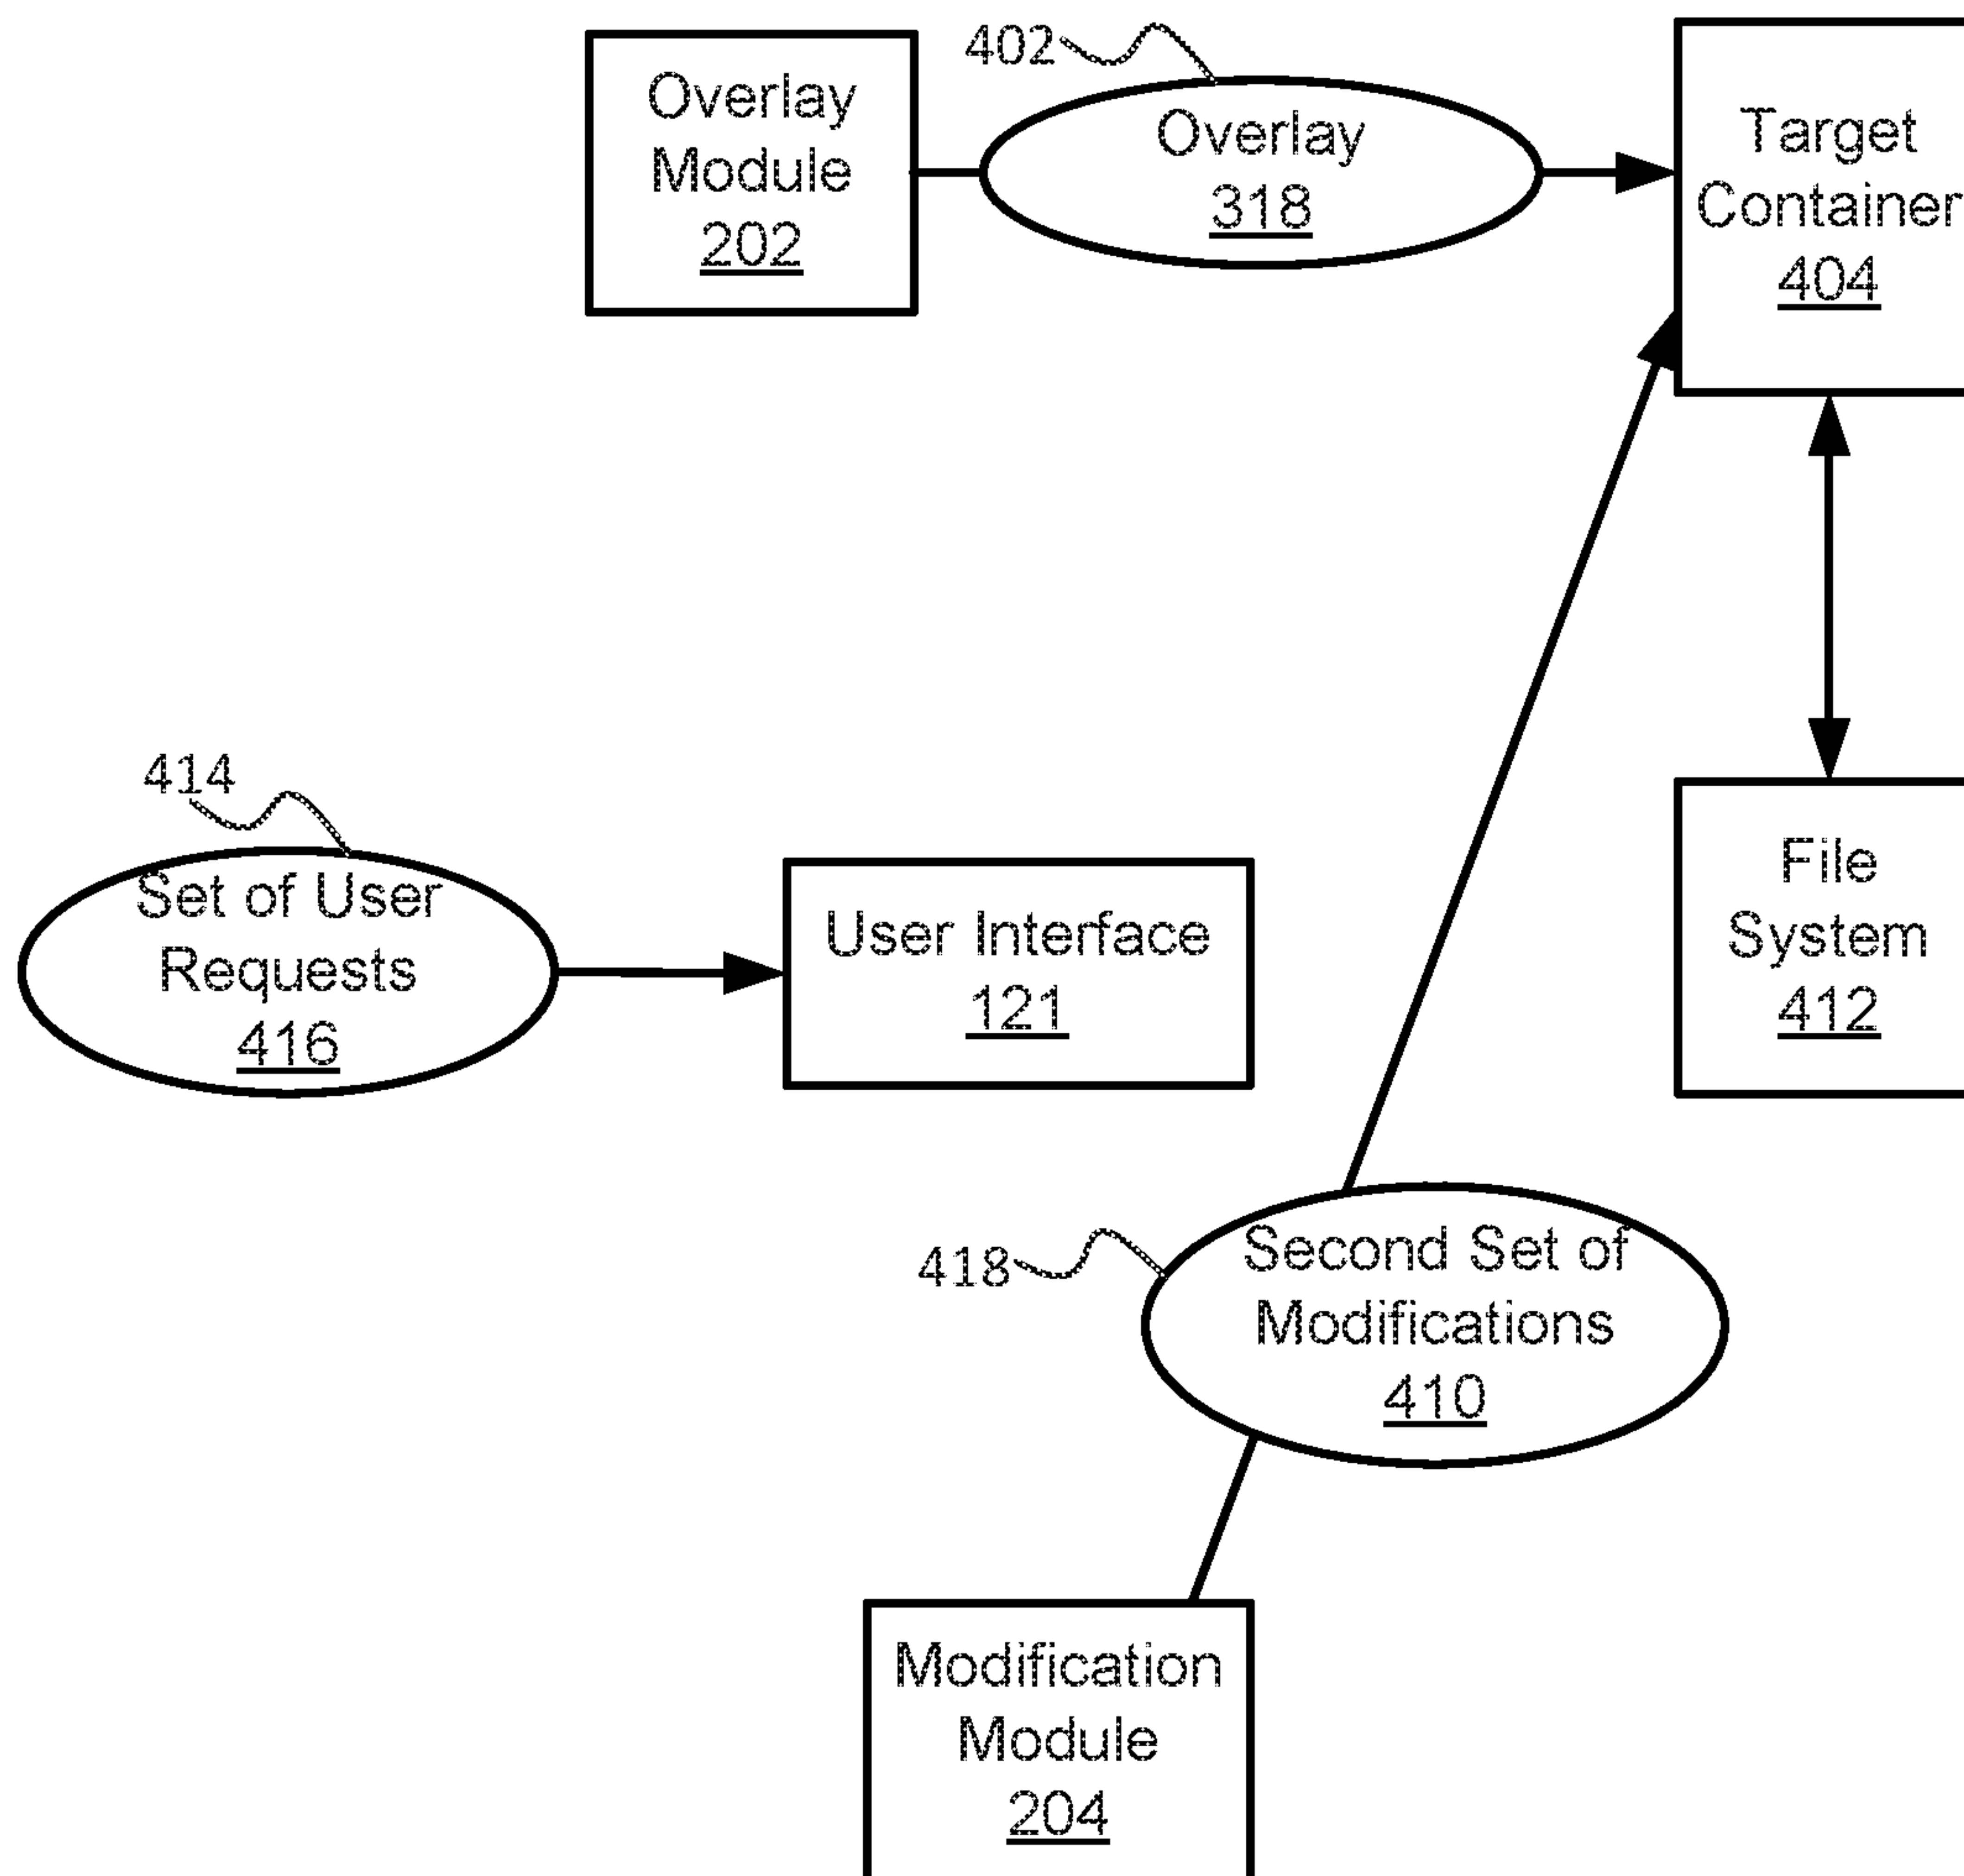 402
Overlay
Module
202
Overlay
318
Target
Container
404
414
Set of User
Requests
416
User Interface
121
File
System
412
418
Second Set of
Modifications
410
Modification
Module
204